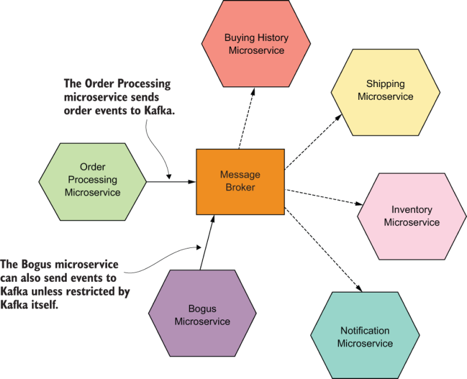 Buying History
Microservice
The Order Processing
microservice sends
order events to Kafka.
Shipping
Microservice
Order
Processing
Microservice
Message
Broker
Inventory
Microservice
The Bogus microservice
can also send events to
Kafka unless restricted by
Kafka itself.
Bogus
Microservice
Notification
Microservice